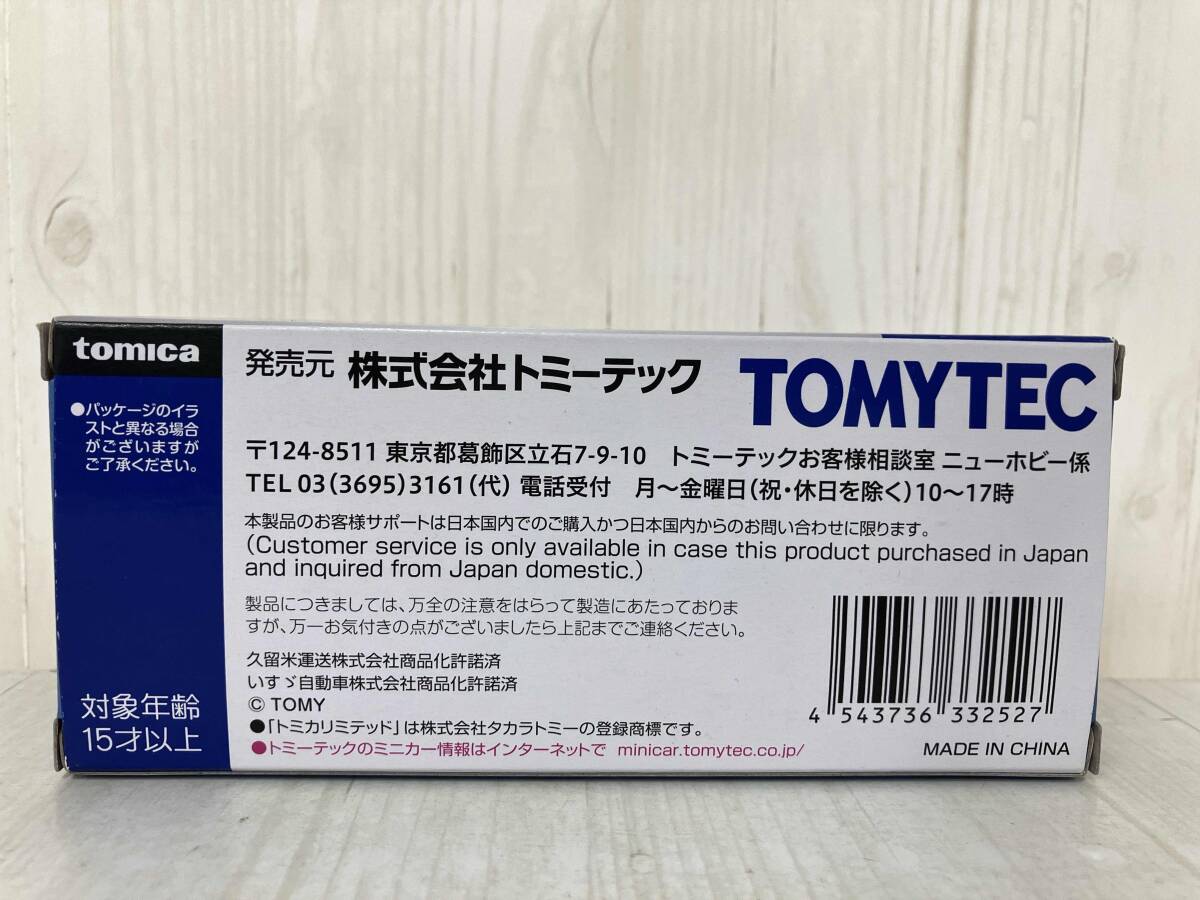 tomica
●パッケージのイラ
ストと異なる場合
がございますが
ご了承ください。
対象年齢
15才以上
発売元 株式会社トミーテック
TOMYTEC
〒124-8511 東京都葛飾区立石7-9-10 トミーテックお客様相談室 ニューホビー係
TEL 03(3695)3161(代) 電話受付 月～金曜日(祝・休日を除く)10～17時
本製品のお客様サポートは日本国内でのご購入かつ日本国内からのお問い合わせに限ります。
(Customer service is only available in case this product purchased in Japan
and inquired from Japan domestic.)
製品につきましては、万全の注意をはらって製造にあたっておりま
すが、万一お気付きの点がございましたら上記までご連絡ください。
久留米運送株式会社商品化許諾済
いすゞ自動車株式会社商品化許諾済
© TOMY
●「トミカリミテッド」は株式会社タカラトミーの登録商標です。
●トミーテックのミニカー情報はインターネットで minicar.tomytec.co.jp/
4 543736 332527
MADE IN CHINA